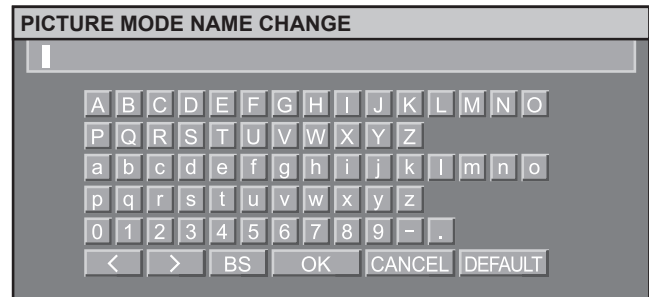 PICTURE MODE NAME CHANGE
A B C D E F G H I J K L M N O
P Q R S T U V W X Y Z
a b c d e f g h i j k l m n o
p q r s t u v w x y z
0 1 2 3 4 5 6 7 8 9 - .
< > BS OK CANCEL DEFAULT